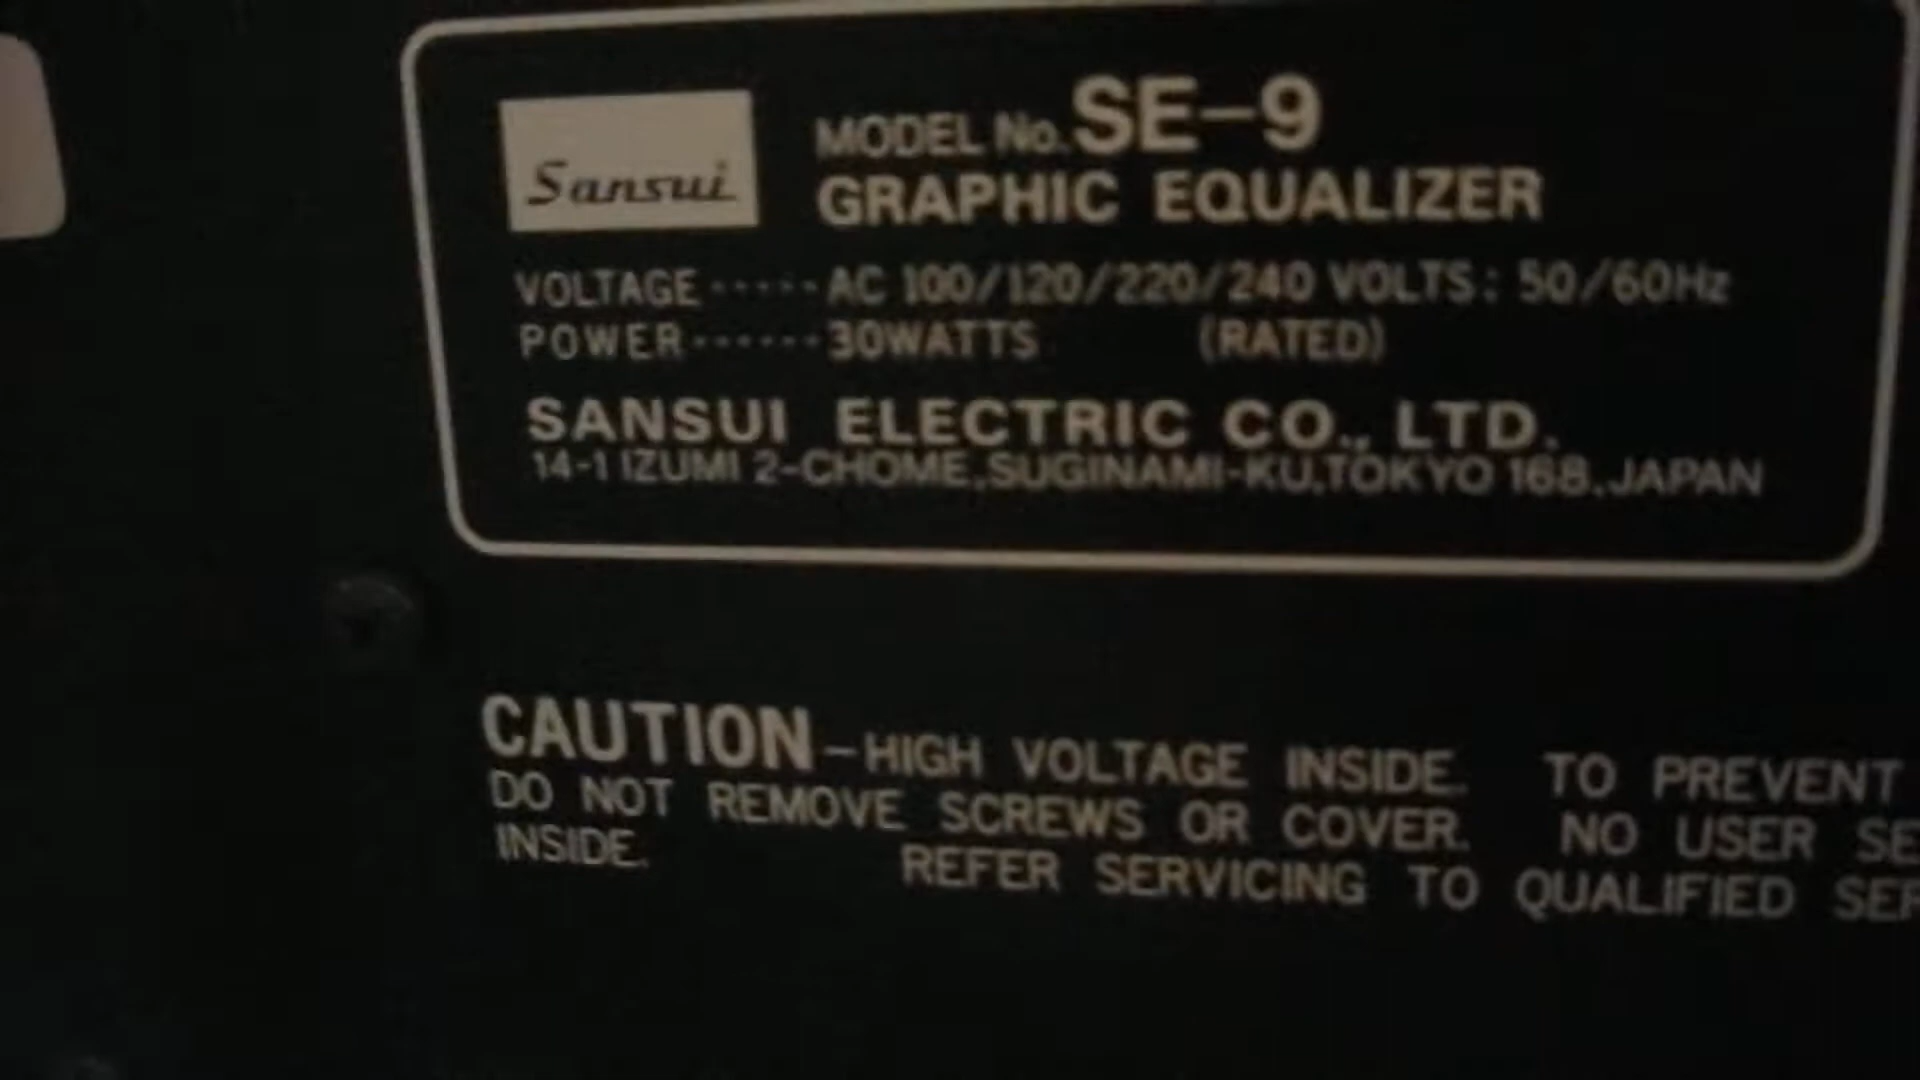 Sansui
MODEL No. SE-9
GRAPHIC EQUALIZER
VOLTAGE ····· AC 100/120/220/240 VOLTS: 50/60Hz
POWER ······ 30WATTS (RATED)
SANSUI ELECTRIC CO., LTD.
14-1 IZUMI 2-CHOME, SUGINAMI-KU, TOKYO 168, JAPAN
CAUTION-HIGH VOLTAGE INSIDE. TO PREVENT
DO NOT REMOVE SCREWS OR COVER. NO USER SE
INSIDE. REFER SERVICING TO QUALIFIED SER